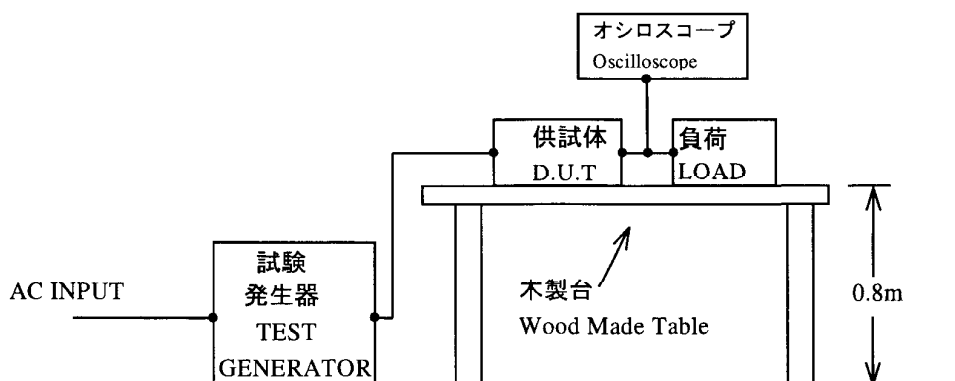 オシロスコープ
Oscilloscope
供試体
D.U.T
負荷
LOAD
試験
発生器
TEST
GENERATOR
AC INPUT
木製台
Wood Made Table
0.8m